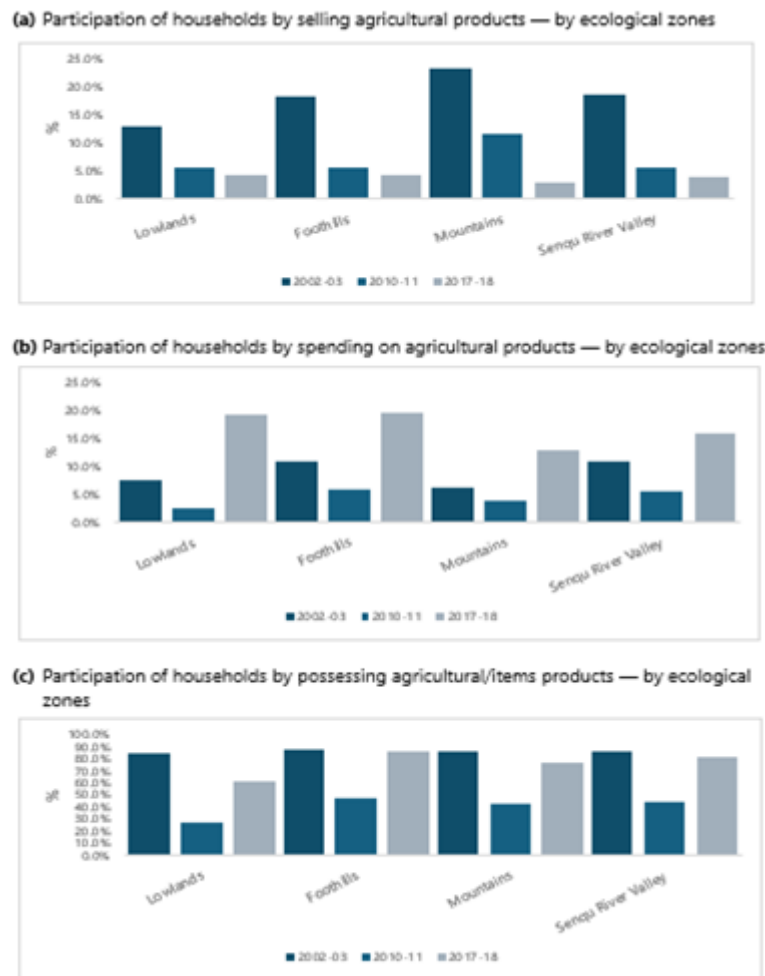 (a) Participation of households by selling agricultural products — by ecological zones
25.0%
20.0%
15.0%
10.0%
5.0%
0.0%
%
Lowlands
Foothills
Mountains
Senqu River Valley
2002-03 2010-11 2017-18
(b) Participation of households by spending on agricultural products — by ecological zones
25.0%
20.0%
15.0%
10.0%
5.0%
0.0%
%
Lowlands
Foothills
Mountains
Senqu River Valley
2002-03 2010-11 2017-18
(c) Participation of households by possessing agricultural/items products — by ecological
zones
100.0%
90.0%
80.0%
70.0%
60.0%
50.0%
40.0%
30.0%
20.0%
10.0%
0.0%
%
Lowlands
Foothills
Mountains
Senqu River Valley
2002-03 2010-11 2017-18